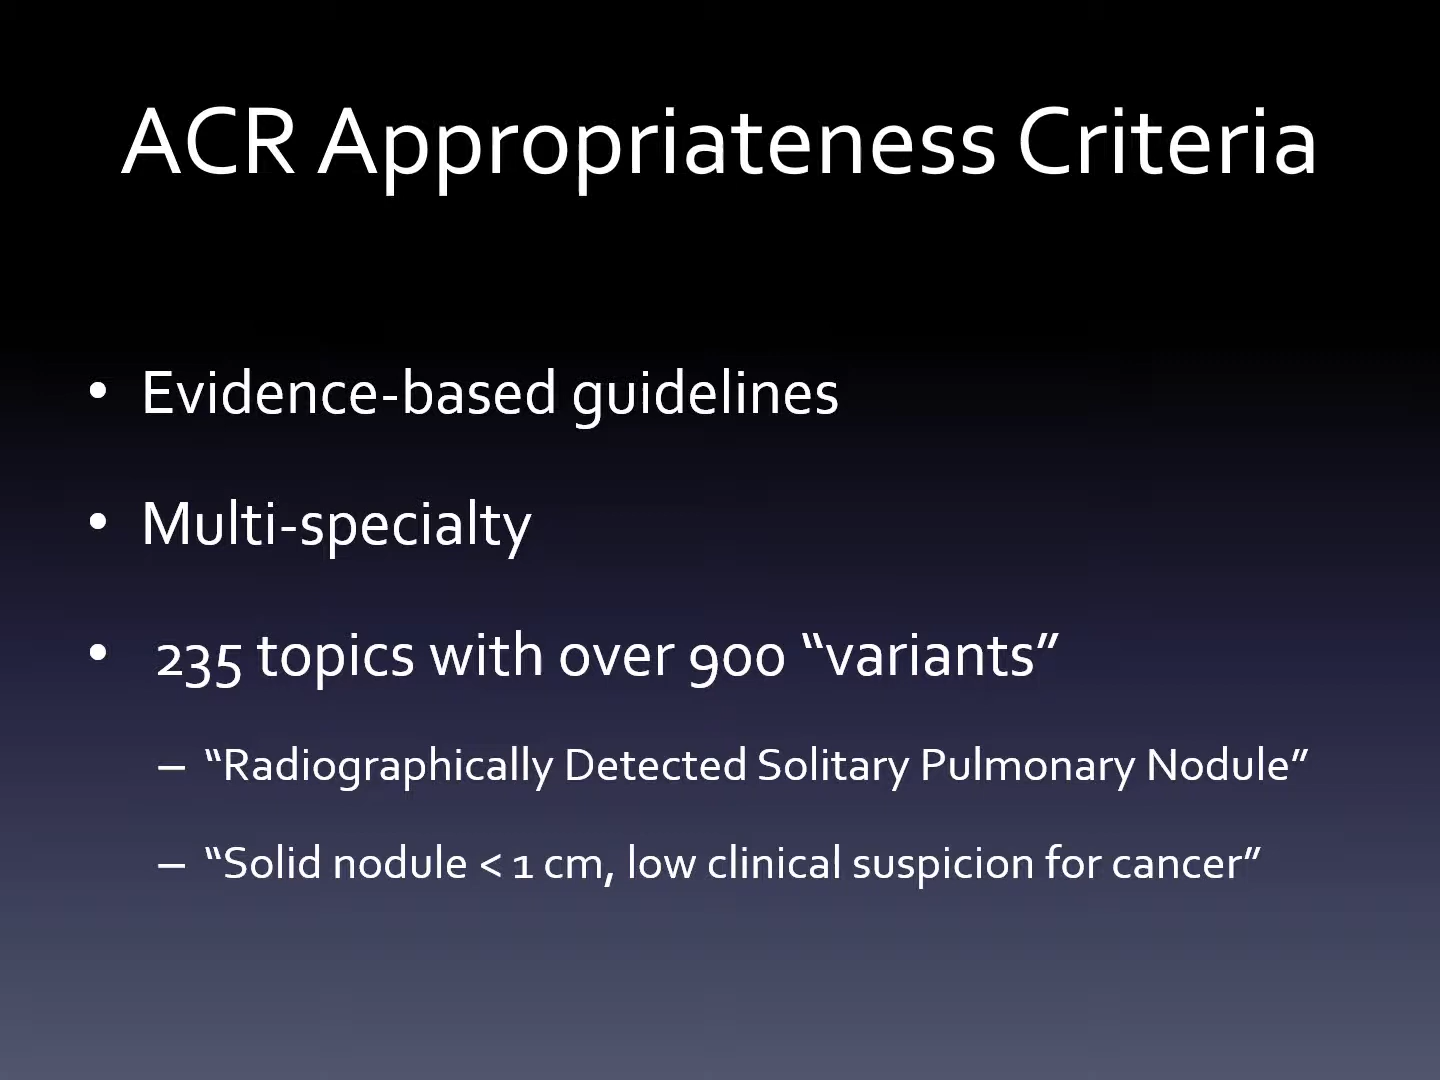 ACR Appropriateness Criteria
• Evidence-based guidelines
• Multi-specialty
• 235 topics with over 900 “variants”
– “Radiographically Detected Solitary Pulmonary Nodule”
– “Solid nodule < 1 cm, low clinical suspicion for cancer”